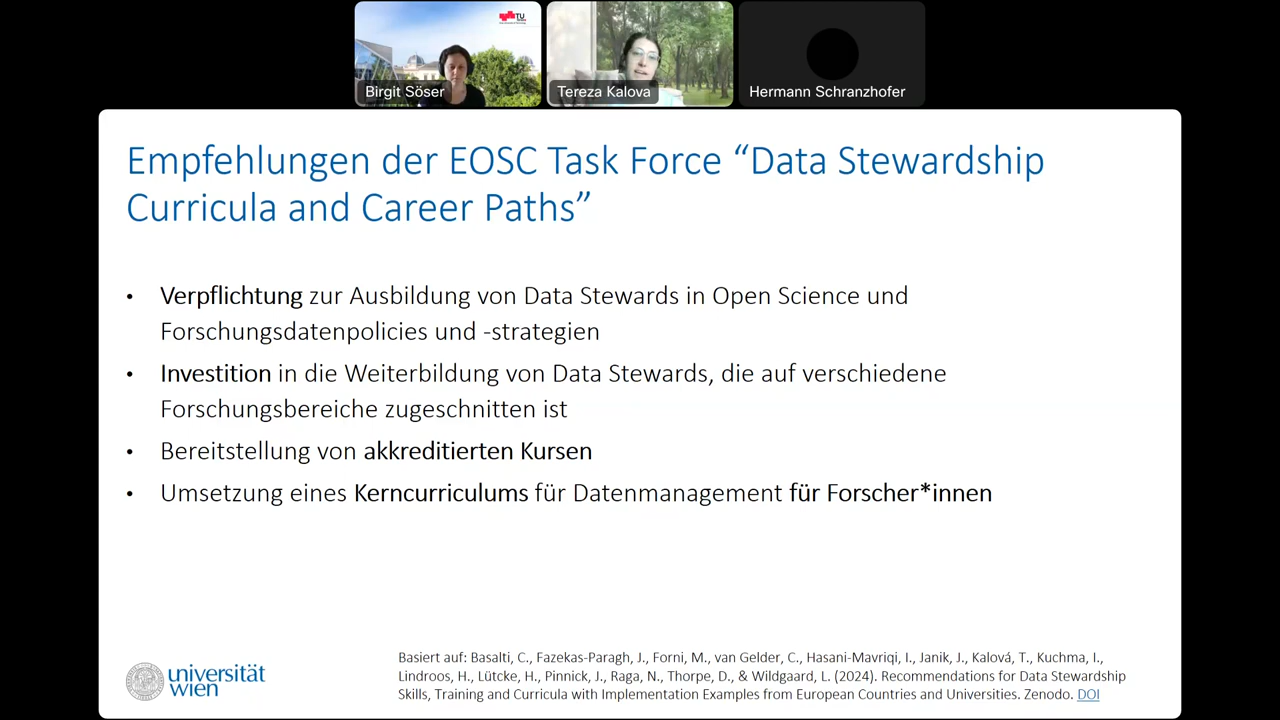 TU
Birgit Söser
Tereza Kalova
Hermann Schranzhofer
Empfehlungen der EOSC Task Force “Data Stewardship
Curricula and Career Paths”
• Verpflichtung zur Ausbildung von Data Stewards in Open Science und
Forschungsdatenpolicies und -strategien
• Investition in die Weiterbildung von Data Stewards, die auf verschiedene
Forschungsbereiche zugeschnitten ist
• Bereitstellung von akkreditierten Kursen
• Umsetzung eines Kerncurriculums für Datenmanagement für Forscher*innen
universität
wien
Basiert auf: Basalti, C., Fazekas-Paragh, J., Forni, M., van Gelder, C., Hasani-Mavriqi, I., Janik, J., Kalová, T., Kuchma, I.,
Lindroos, H., Lütcke, H., Pinnick, J., Raga, N., Thorpe, D., & Wildgaard, L. (2024). Recommendations for Data Stewardship
Skills, Training and Curricula with Implementation Examples from European Countries and Universities. Zenodo. DOI